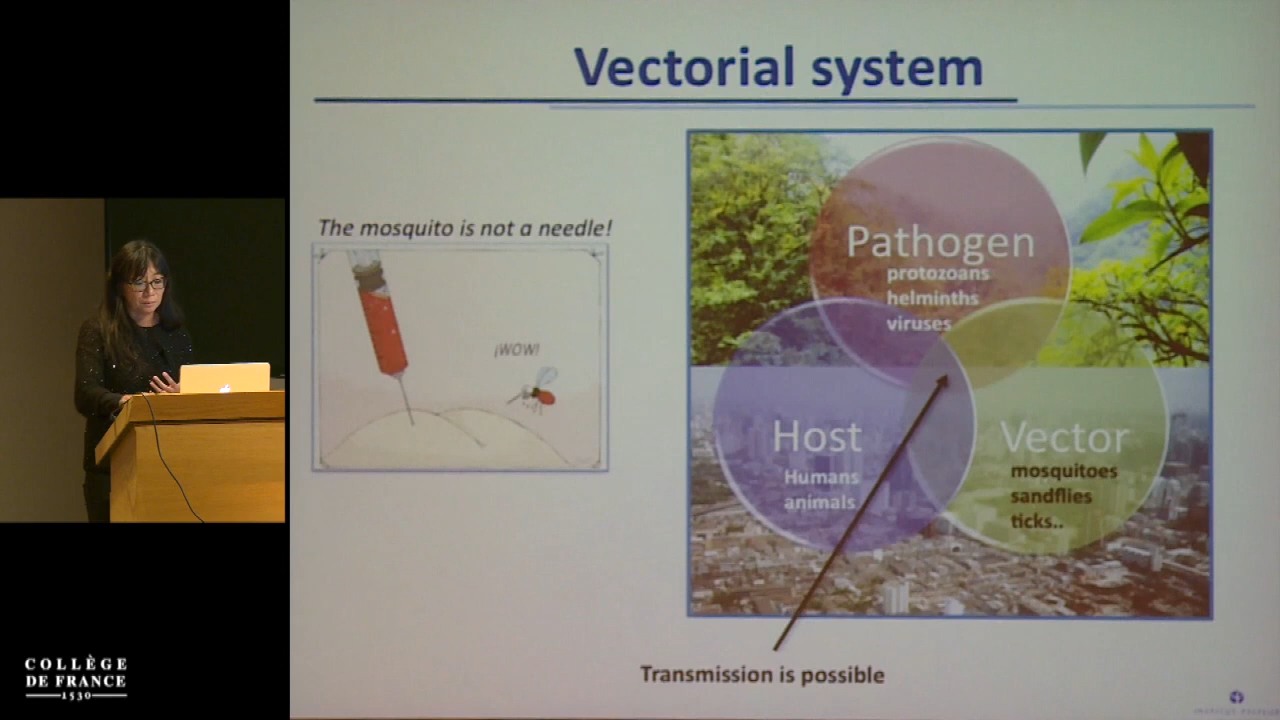 Vectorial system
The mosquito is not a needle!
¡WOW!
Pathogen
protozoans
helminths
viruses
Host
Humans
animals
Vector
mosquitoes
sandflies
ticks..
Transmission is possible
COLLÈGE
DE FRANCE
1530